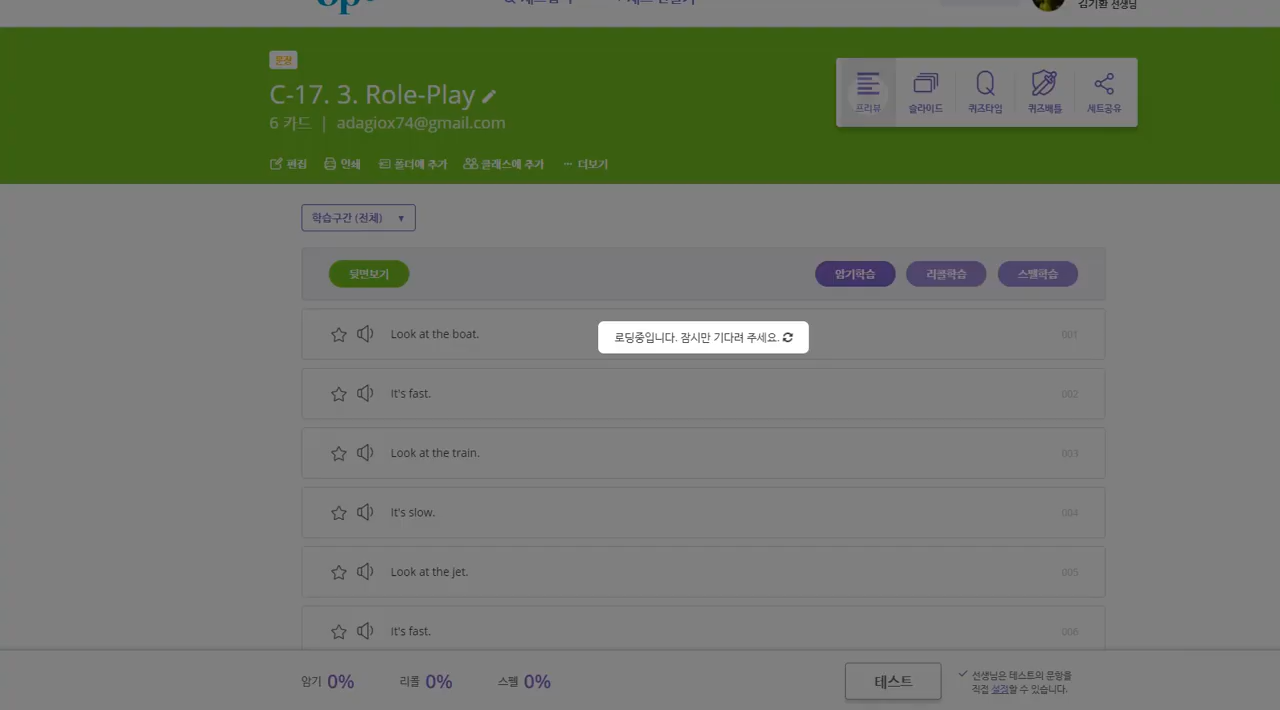 김기환 선생님
문장
C-17. 3. Role-Play
6 카드 | adagiox74@gmail.com
편집 인쇄 폴더에 추가 클래스에 추가 ··· 더보기
프리뷰 슬라이드 퀴즈타임 퀴즈배틀 세트공유
학습구간 (전체) ▼
뒷면보기 암기학습 리콜학습 스펠학습
로딩중입니다. 잠시만 기다려 주세요.
Look at the boat. 001
It's fast. 002
Look at the train. 003
It's slow. 004
Look at the jet. 005
It's fast. 006
암기 0% 리콜 0% 스펠 0%
테스트
선생님은 테스트의 문항을
직접 설정할 수 있습니다.